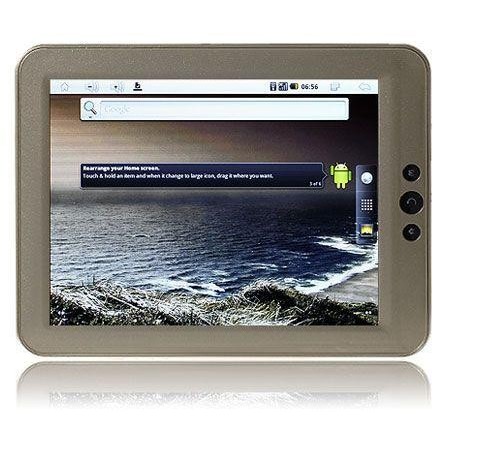 06:56
Google
Rearrange your Home screen.
Touch & hold an item and when it change to large icon, drag it where you want.
3 of 6